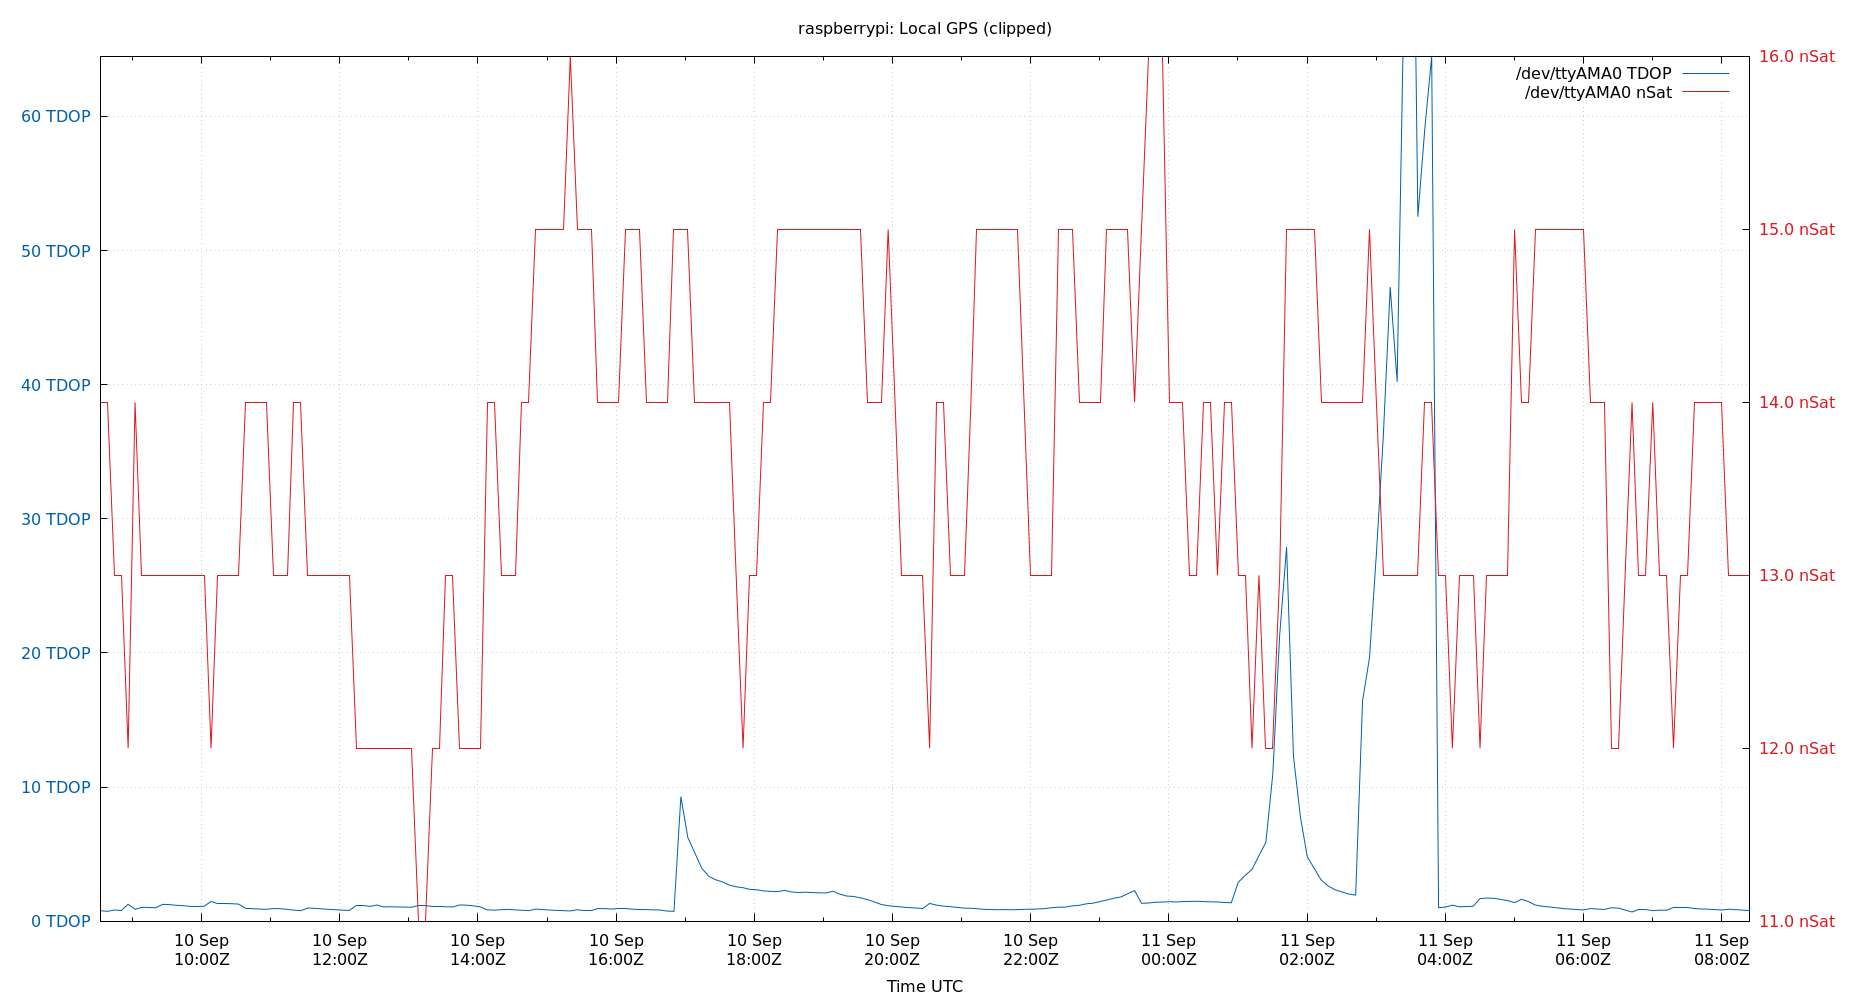 raspberrypi: Local GPS (clipped)
/dev/ttyAMA0 TDOP
/dev/ttyAMA0 nSat
60 TDOP
50 TDOP
40 TDOP
30 TDOP
20 TDOP
10 TDOP
0 TDOP
16.0 nSat
15.0 nSat
14.0 nSat
13.0 nSat
12.0 nSat
11.0 nSat
10 Sep
10:00Z
10 Sep
12:00Z
10 Sep
14:00Z
10 Sep
16:00Z
10 Sep
18:00Z
10 Sep
20:00Z
10 Sep
22:00Z
11 Sep
00:00Z
11 Sep
02:00Z
11 Sep
04:00Z
11 Sep
06:00Z
11 Sep
08:00Z
Time UTC